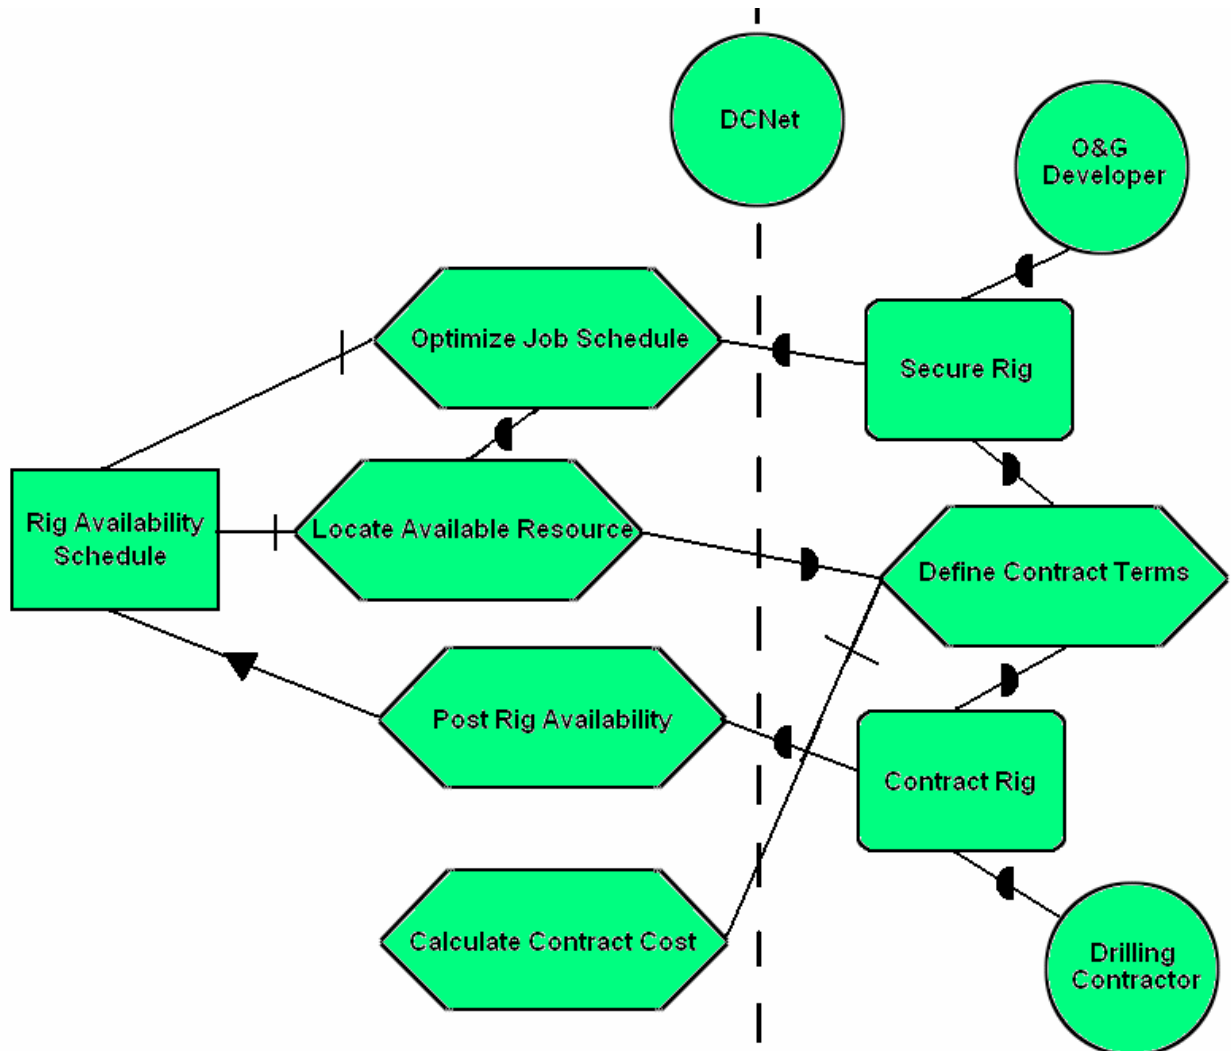 DCNet
O&G
Developer
Optimize Job Schedule
Secure Rig
Rig Availability
Schedule
Locate Available Resource
Define Contract Terms
Post Rig Availability
Contract Rig
Calculate Contract Cost
Drilling
Contractor